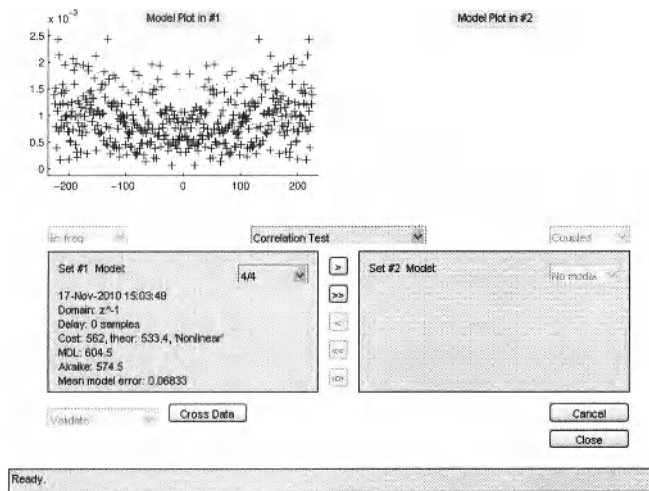 Model Plot in #1
Model Plot in #2
x 10^-3
2.5
2
1.5
1
0.5
0
-200 -100 0 100 200
In freq
Correlation Test
Coupled
Set #1 Model:
4/4
17-Nov-2010 15:03:49
Domain: z^-1
Delay: 0 samples
Cost: 562, theor: 533.4, 'Nonlinear'
MDL: 604.5
Akaike: 574.5
Mean model error: 0.06833
>
>>
<
<<
Set #2 Model:
No model
Validate
Cross Data
Cancel
Close
Ready.